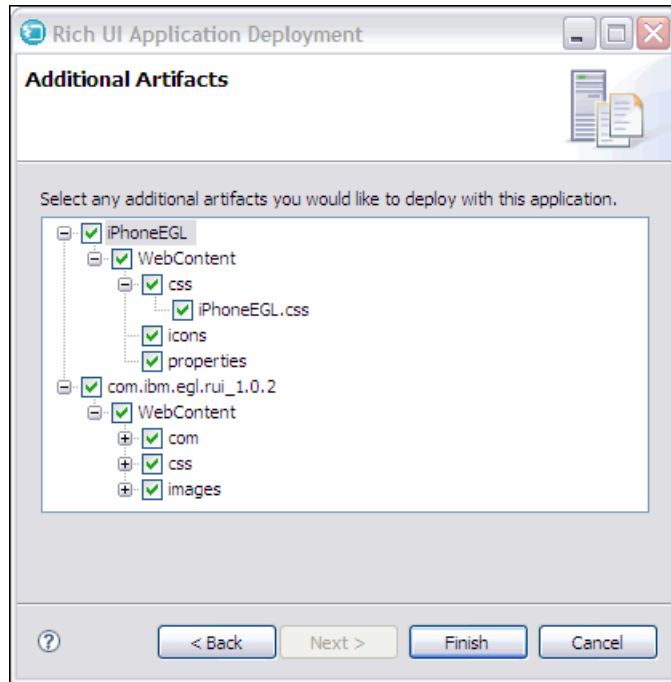 Rich UI Application Deployment
Additional Artifacts
Select any additional artifacts you would like to deploy with this application.
iPhoneEGL
WebContent
css
iPhoneEGL.css
icons
properties
com.ibm.egl.rui_1.0.2
WebContent
com
css
images
? < Back Next > Finish Cancel